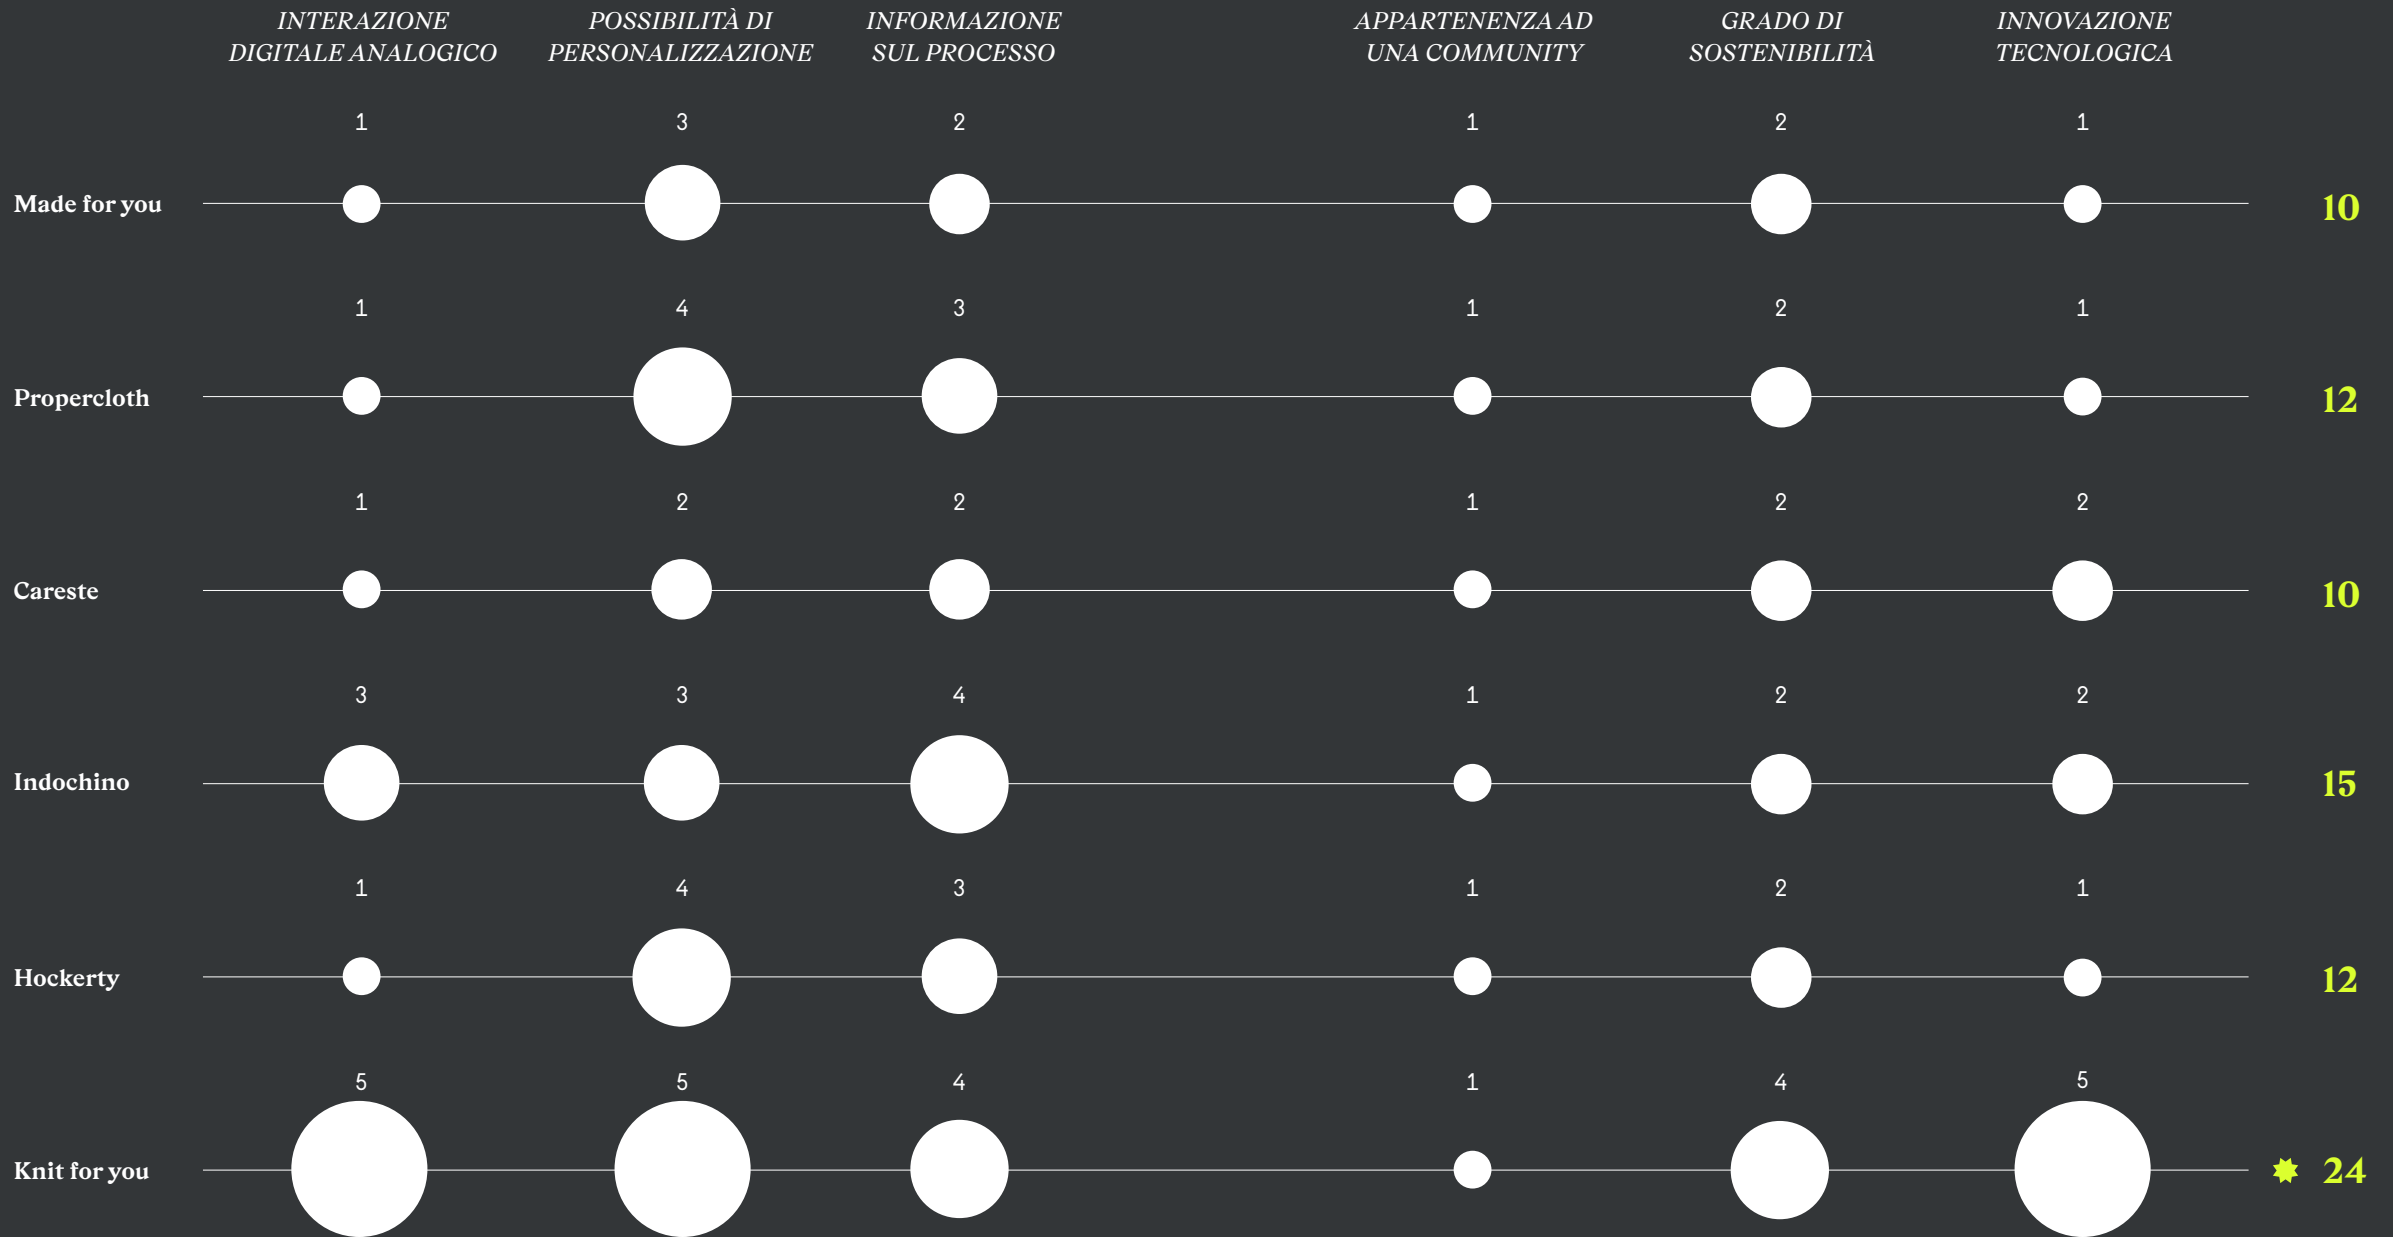 INTERAZIONE
DIGITALE ANALOGICO
POSSIBILITÀ DI
PERSONALIZZAZIONE
INFORMAZIONE
SUL PROCESSO
APPARTENENZA AD
UNA COMMUNITY
GRADO DI
SOSTENIBILITÀ
INNOVAZIONE
TECNOLOGICA
1 3 2 1 2 1
Made for you 10
1 4 3 1 2 1
Propercloth 12
1 2 2 1 2 2
Careste 10
3 3 4 1 2 2
Indochino 15
1 4 3 1 2 1
Hockerty 12
5 5 4 1 4 5
Knit for you 24